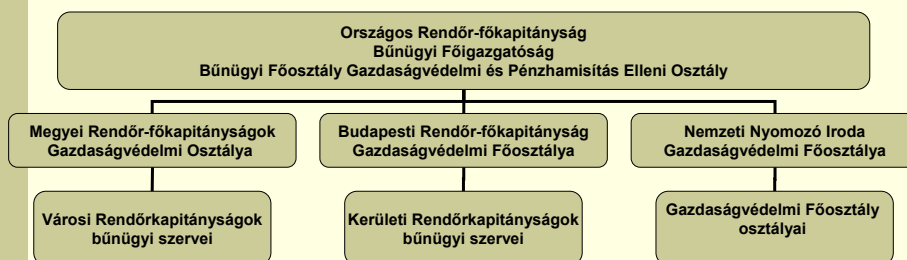 Országos Rendőr-főkapitányság
Bűnügyi Főigazgatóság
Bűnügyi Főosztály Gazdaságvédelmi és Pénzhamisítás Elleni Osztály
Megyei Rendőr-főkapitányságok
Gazdaságvédelmi Osztálya
Budapesti Rendőr-főkapitányság
Gazdaságvédelmi Főosztálya
Nemzeti Nyomozó Iroda
Gazdaságvédelmi Főosztálya
Városi Rendőrkapitányságok
bűnügyi szervei
Kerületi Rendőrkapitányságok
bűnügyi szervei
Gazdaságvédelmi Főosztály
osztályai